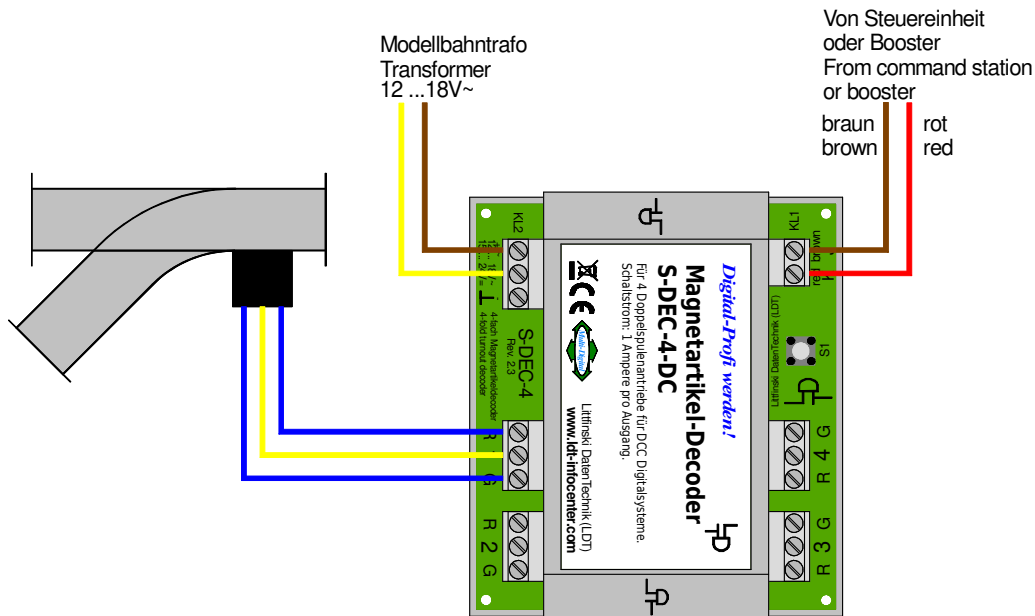 Modellbahntrafo
Transformer
12 ...18V~
Von Steuereinheit
oder Booster
From command station
or booster
braun
brown
rot
red
KL2
S-DEC-4
Rev. 2.3
4-fach Magnetartikeldecoder
4-fold turnout decoder
R
G
R 2 G
Digital-Profi werden!
Magnetartikel-Decoder
S-DEC-4-DC
Für 4 Doppelspulenantriebe für DCC Digitalsysteme.
Schaltstrom: 1 Ampere pro Ausgang.
CE
Multi-Digital
Littfinski DatenTechnik (LDT)
www.ldt-infocenter.com
KL1
red brown
S1
Littfinski DatenTechnik (LDT)
R 4 G
R 3 G